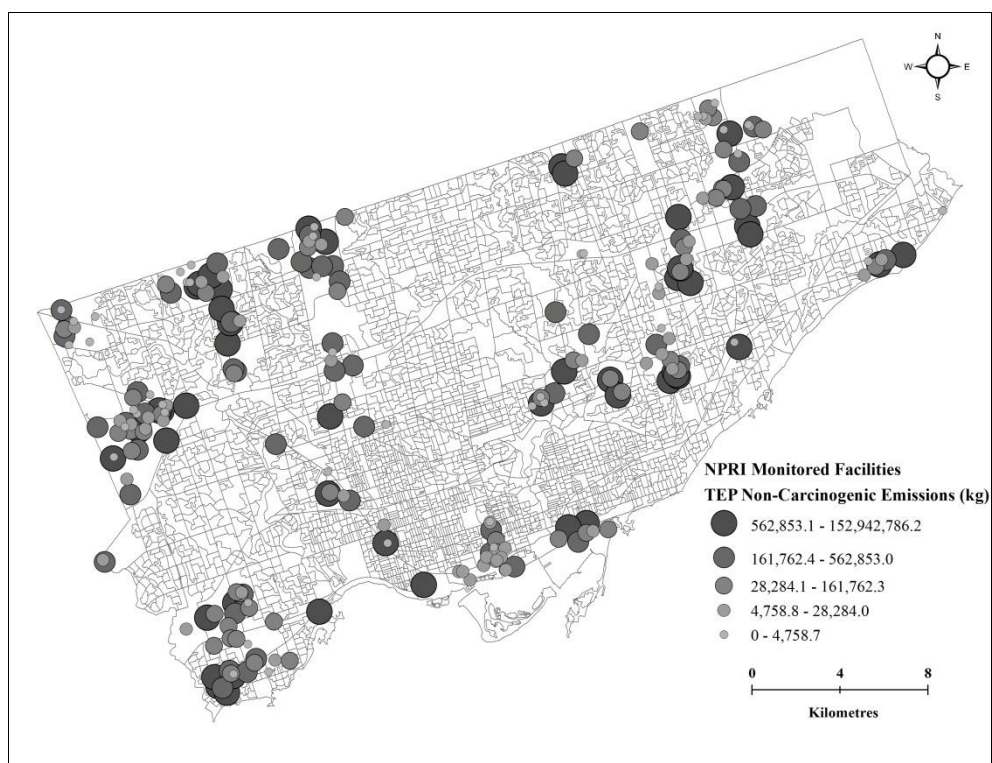 N
W E
S
NPRI Monitored Facilities
TEP Non-Carcinogenic Emissions (kg)
562,853.1 - 152,942,786.2
161,762.4 - 562,853.0
28,284.1 - 161,762.3
4,758.8 - 28,284.0
0 - 4,758.7
0 4 8
Kilometres